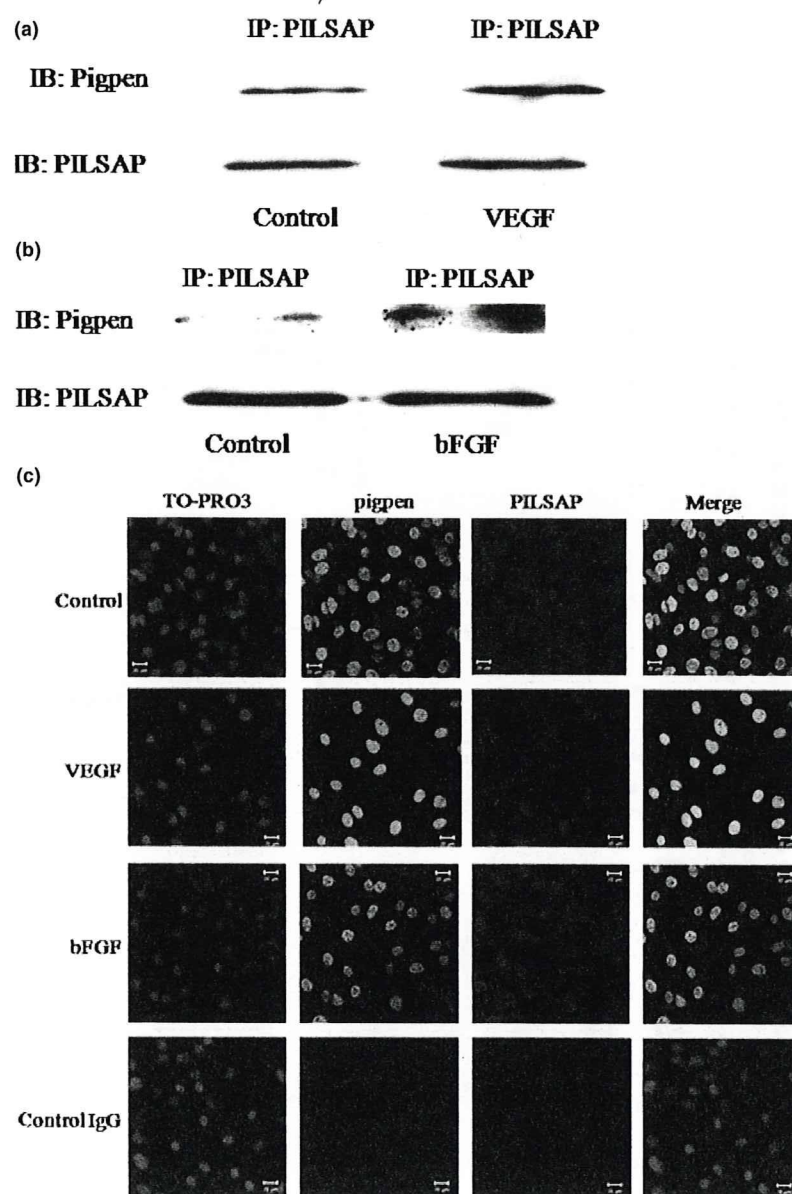 (a)
IP: PILSAP IP: PILSAP
IB: Pigpen
IB: PILSAP
Control VEGF
(b)
IP: PILSAP IP: PILSAP
IB: Pigpen
IB: PILSAP
Control bFGF
(c)
TO-PRO3 pigpen PILSAP Merge
Control
VEGF
bFGF
Control IgG